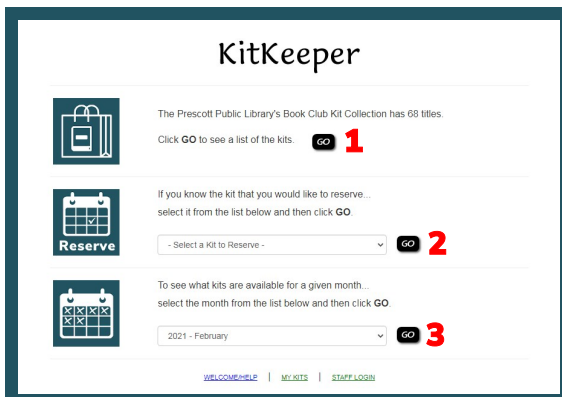 KitKeeper
The Prescott Public Library's Book Club Kit Collection has 68 titles.
Click GO to see a list of the kits. GO 1
If you know the kit that you would like to reserve...
select it from the list below and then click GO.
Reserve
- Select a Kit to Reserve - GO 2
To see what kits are available for a given month...
select the month from the list below and then click GO.
2021 - February GO 3
WELCOME/HELP | MY KITS | STAFF LOGIN